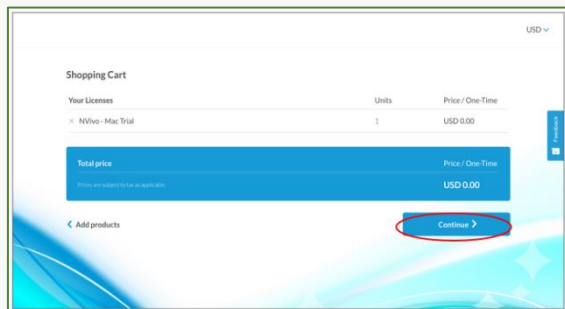 USD
Shopping Cart
Your Licenses Units Price / One-Time
× NVivo - Mac Trial 1 USD 0.00
Feedback
Total price Price / One-Time
Prices are subject to tax as applicable. USD 0.00
Add products Continue